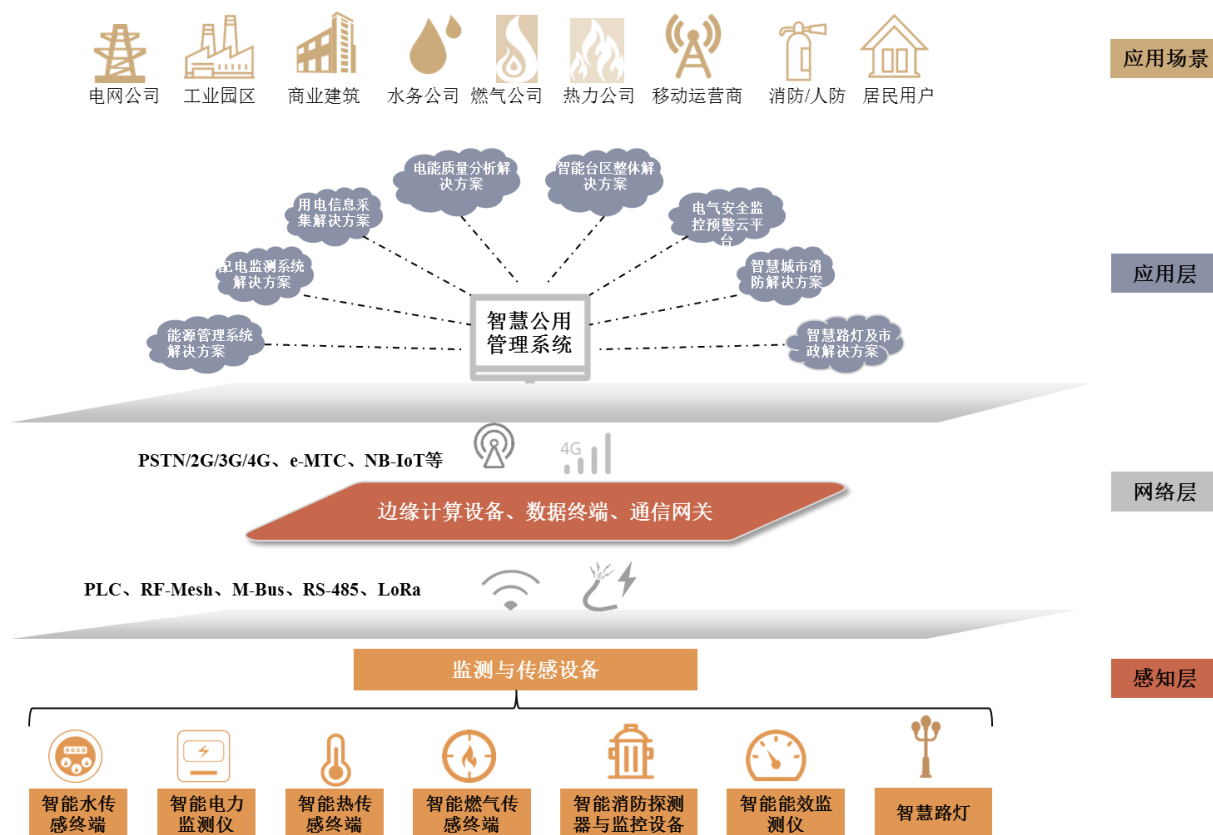 电网公司
工业园区
商业建筑
水务公司
燃气公司
热力公司
移动运营商
消防/人防
居民用户
应用场景
电能质量分析解
决方案
智能台区整体解
决方案
用电信息采
集解决方案
电气安全监
控预警云平
台
配电监测系统
解决方案
智慧城市消
防解决方案
能源管理系统
解决方案
智慧路灯及市
政解决方案
智慧公用
管理系统
应用层
4G
PSTN/2G/3G/4G、e-MTC、NB-IoT等
边缘计算设备、数据终端、通信网关
网络层
PLC、RF-Mesh、M-Bus、RS-485、LoRa
监测与传感设备
感知层
智能水传
感终端
智能电力
监测仪
智能热传
感终端
智能燃气传
感终端
智能消防探测
器与监控设备
智能能效监
测仪
智慧路灯